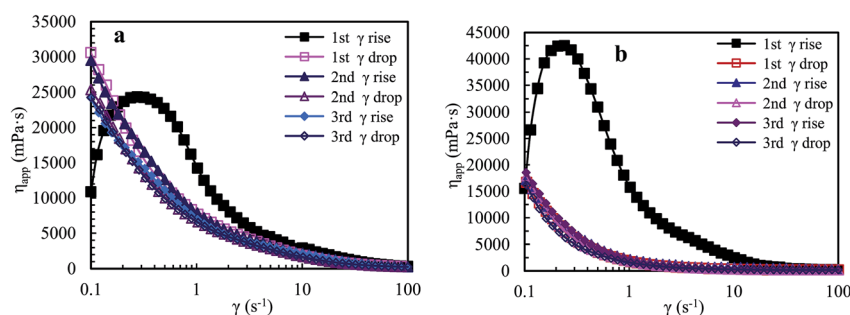 a
35000
30000
25000
20000
15000
10000
5000
0
ηapp (mPa·s)
0.1 1 10 100
γ (s⁻¹)
1st γ rise
1st γ drop
2nd γ rise
2nd γ drop
3rd γ rise
3rd γ drop
b
45000
40000
35000
30000
25000
20000
15000
10000
5000
0
ηapp (mPa·s)
0.1 1 10 100
γ (s⁻¹)
1st γ rise
1st γ drop
2nd γ rise
2nd γ drop
3rd γ rise
3rd γ drop